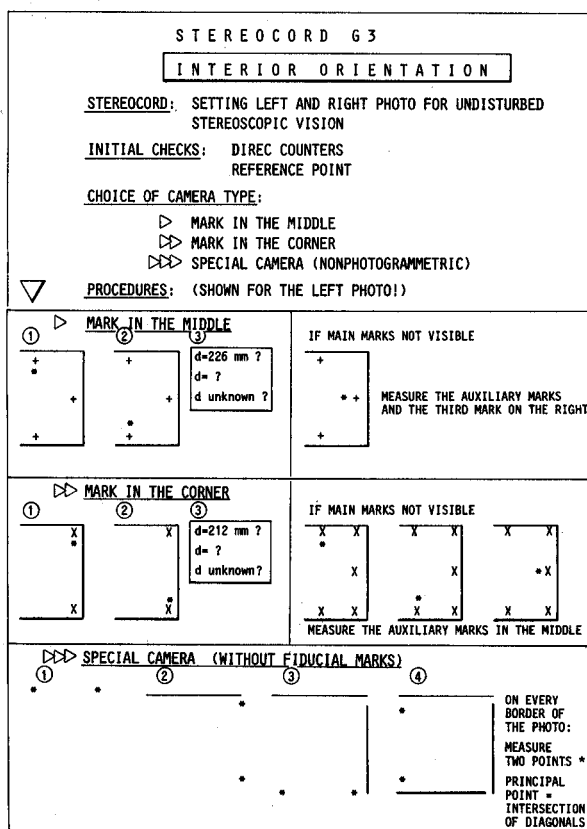 STEREOCORD G3
INTERIOR ORIENTATION
STEREOCORD: SETTING LEFT AND RIGHT PHOTO FOR UNDISTURBED
STEREOSCOPIC VISION
INITIAL CHECKS: DIREC COUNTERS
REFERENCE POINT
CHOICE OF CAMERA TYPE:
▷ MARK IN THE MIDDLE
▷▷ MARK IN THE CORNER
▷▷▷ SPECIAL CAMERA (NONPHOTOGRAMMETRIC)
▽ PROCEDURES: (SHOWN FOR THE LEFT PHOTO!)
▷ MARK IN THE MIDDLE
① ② ③
d=226 mm ?
d= ?
d unknown ?
IF MAIN MARKS NOT VISIBLE
MEASURE THE AUXILIARY MARKS
AND THE THIRD MARK ON THE RIGHT
▷▷ MARK IN THE CORNER
① ② ③
d=212 mm ?
d= ?
d unknown?
IF MAIN MARKS NOT VISIBLE
X X X X X X
X X X
X X X X X X
MEASURE THE AUXILIARY MARKS IN THE MIDDLE
▷▷▷ SPECIAL CAMERA (WITHOUT FIDUCIAL MARKS)
① ② ③ ④
ON EVERY
BORDER OF
THE PHOTO:
MEASURE
TWO POINTS *
PRINCIPAL
POINT =
INTERSECTION
OF DIAGONALS